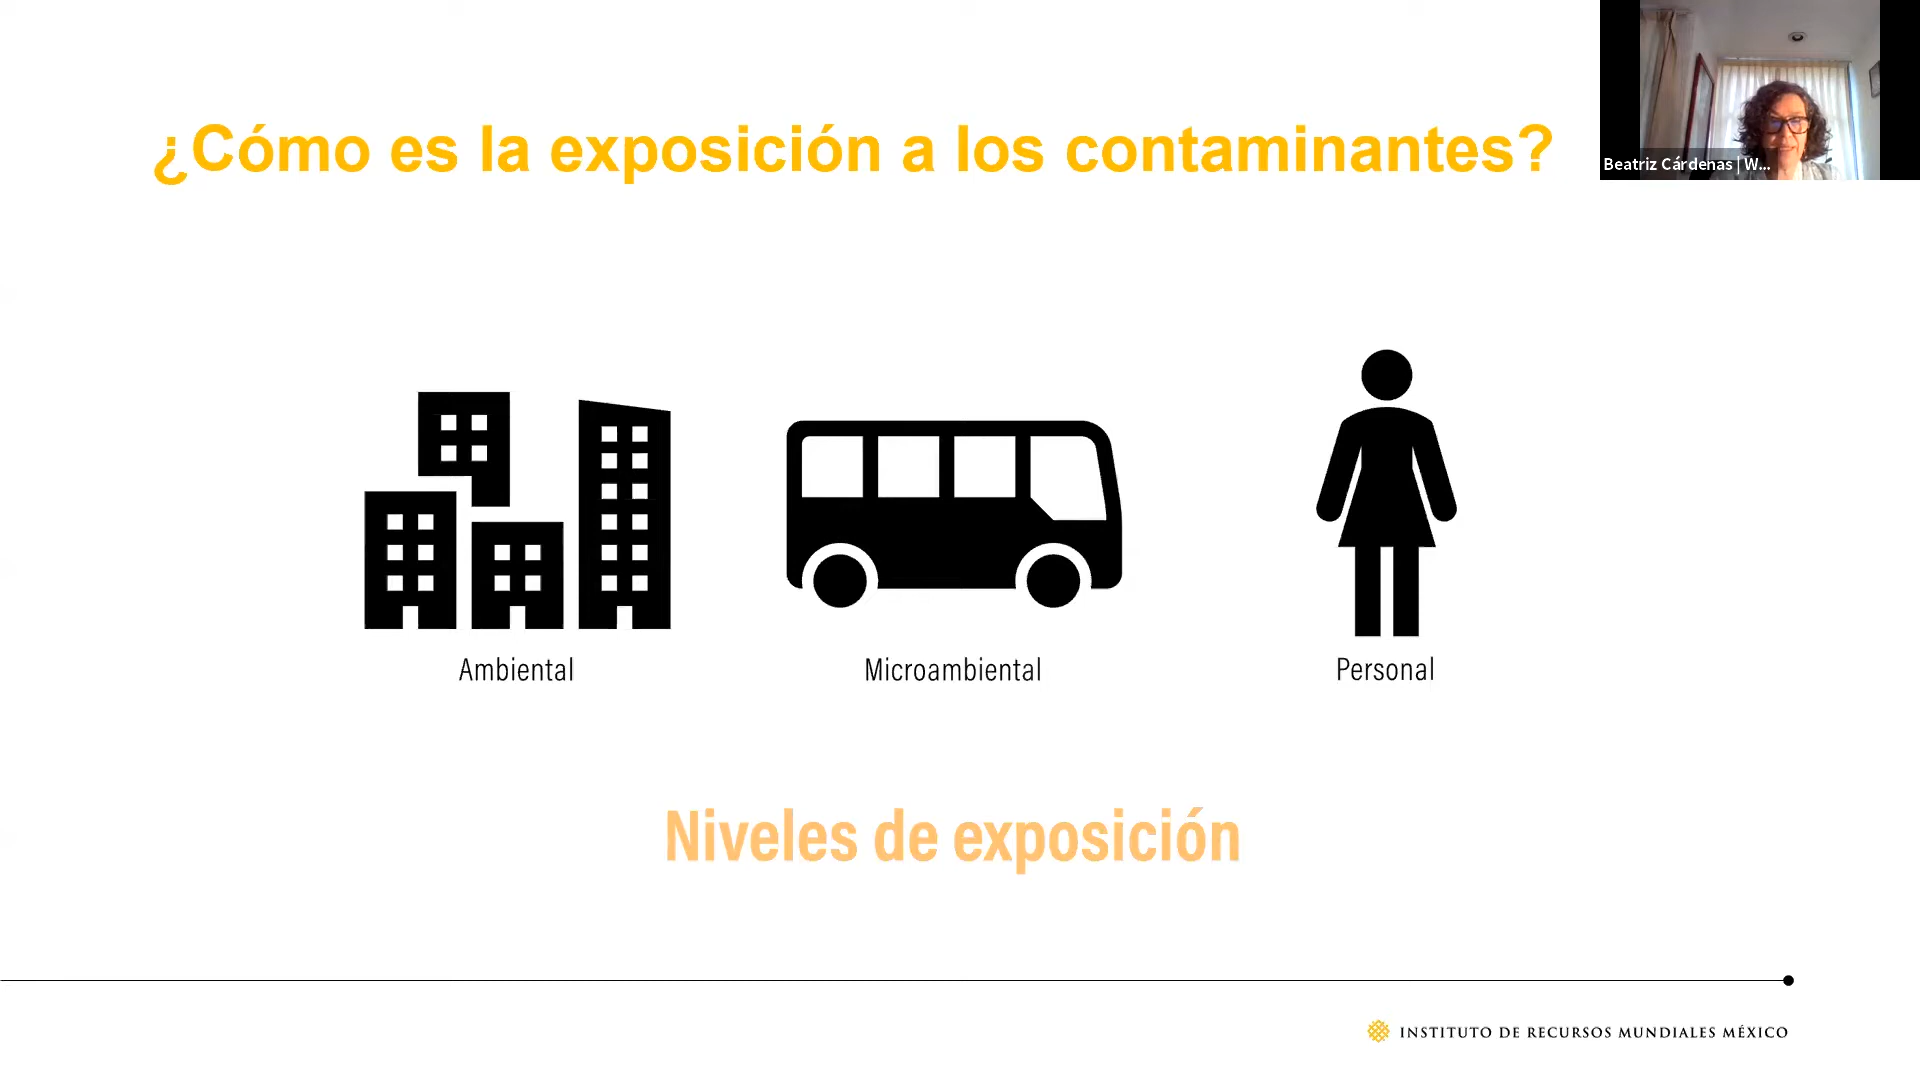 ¿Cómo es la exposición a los contaminantes?
Beatriz Cárdenas | W...
Ambiental
Microambiental
Personal
Niveles de exposición
INSTITUTO DE RECURSOS MUNDIALES MÉXICO